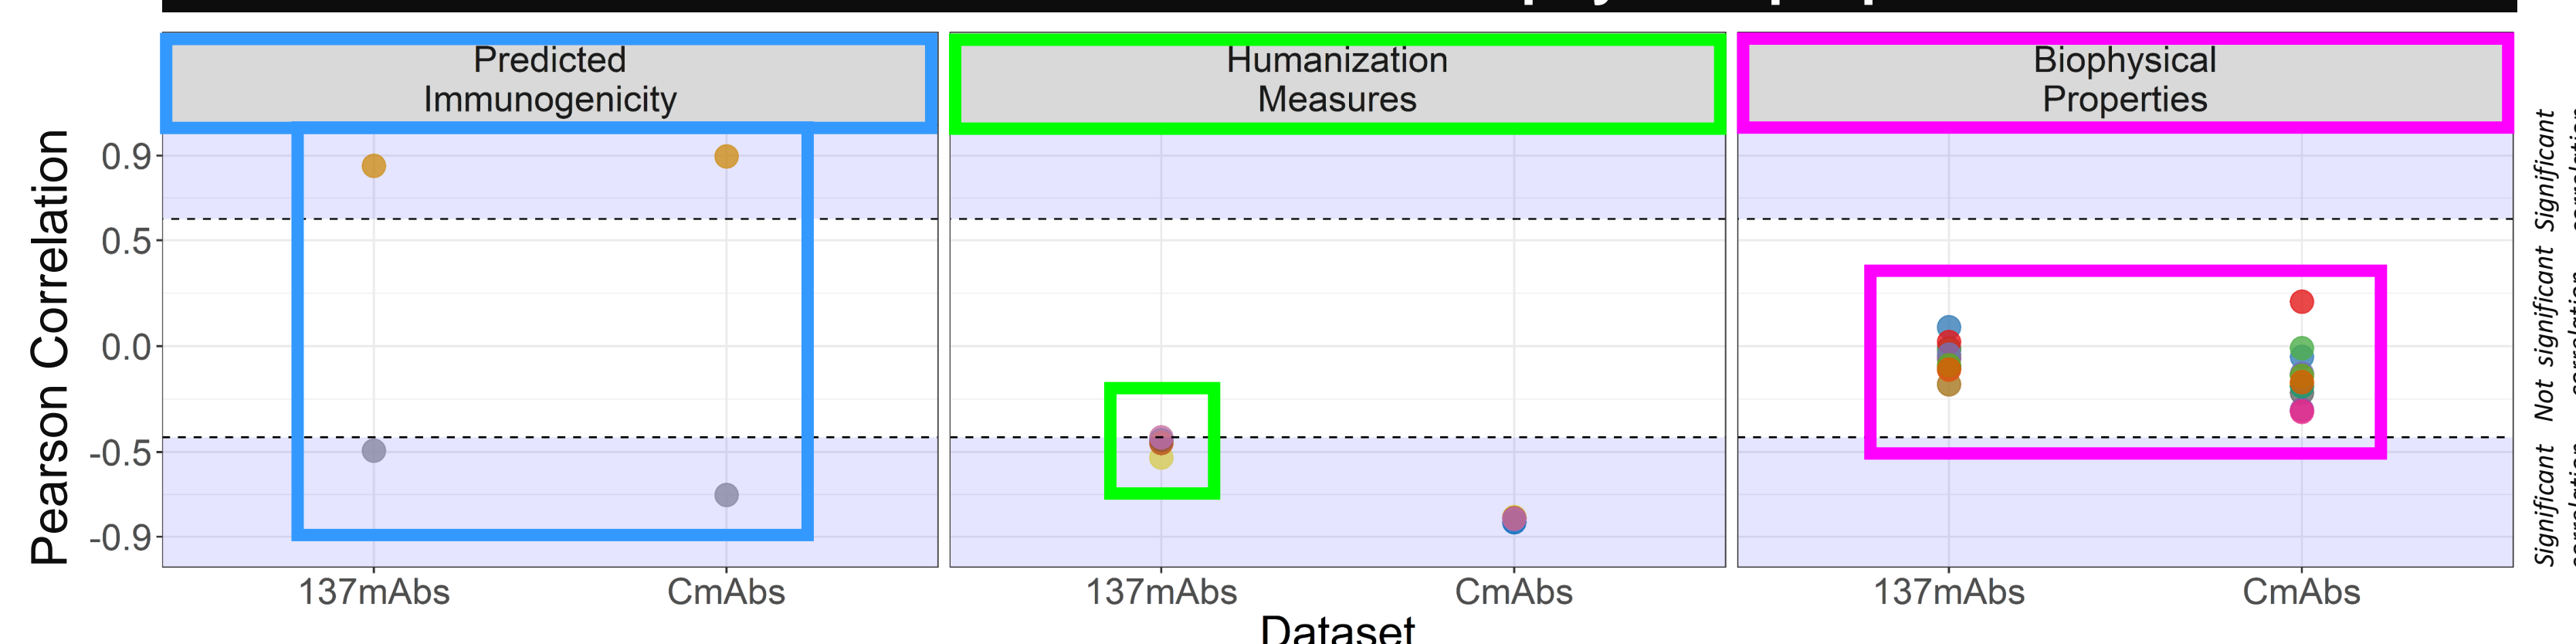 Predicted
Immunogenicity
Humanization
Measures
Biophysical
Properties
Pearson Correlation
0.9
0.5
0.0
-0.5
-0.9
137mAbs
CmAbs
137mAbs
CmAbs
137mAbs
CmAbs
Dataset
Significant
Not significant
Significant